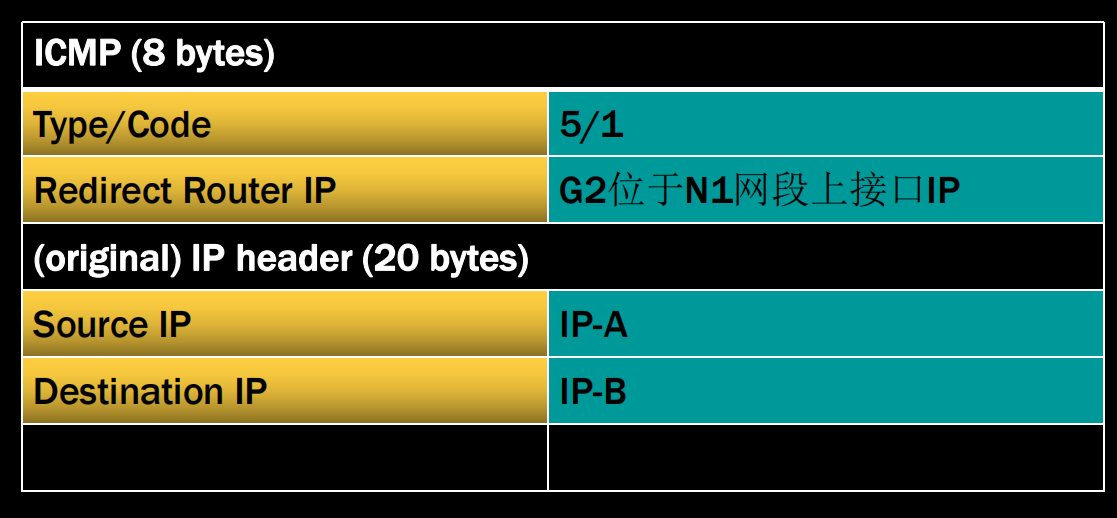 ICMP (8 bytes)
Type/Code 5/1
Redirect Router IP G2位于N1网段上接口IP
(original) IP header (20 bytes)
Source IP IP-A
Destination IP IP-B